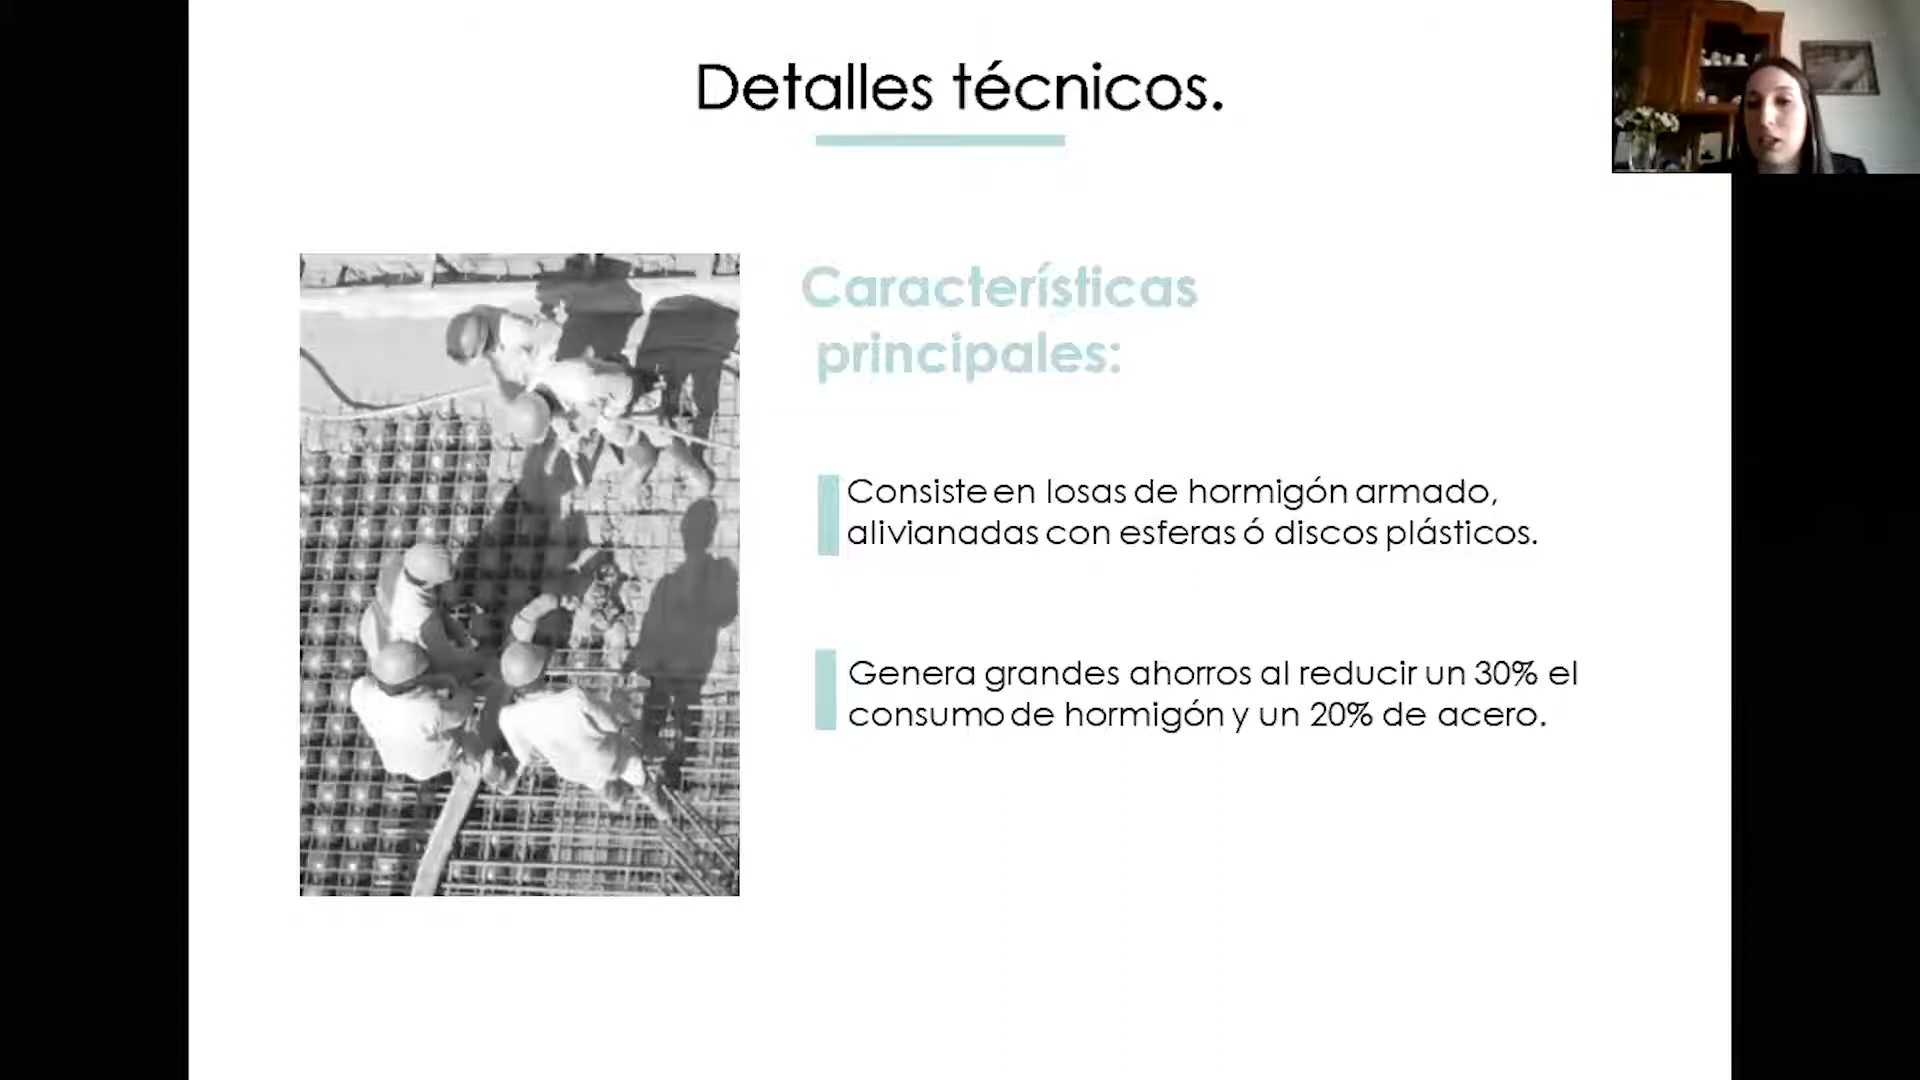 Detalles técnicos.
Características
principales:
Consiste en losas de hormigón armado,
alivianadas con esferas ó discos plásticos.
Genera grandes ahorros al reducir un 30% el
consumo de hormigón y un 20% de acero.